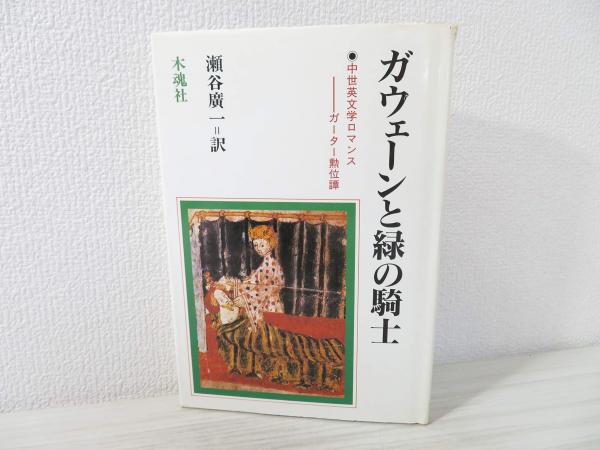 ガウェーンと緑の騎士
●中世英文学ロマンス
──ガーター勲位譚
瀬谷廣一=訳
木魂社